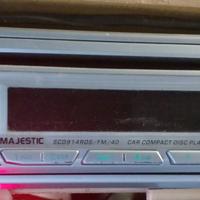 MAJESTIC SCD914RDS/FM/40 CAR COMPACT DISC PLA